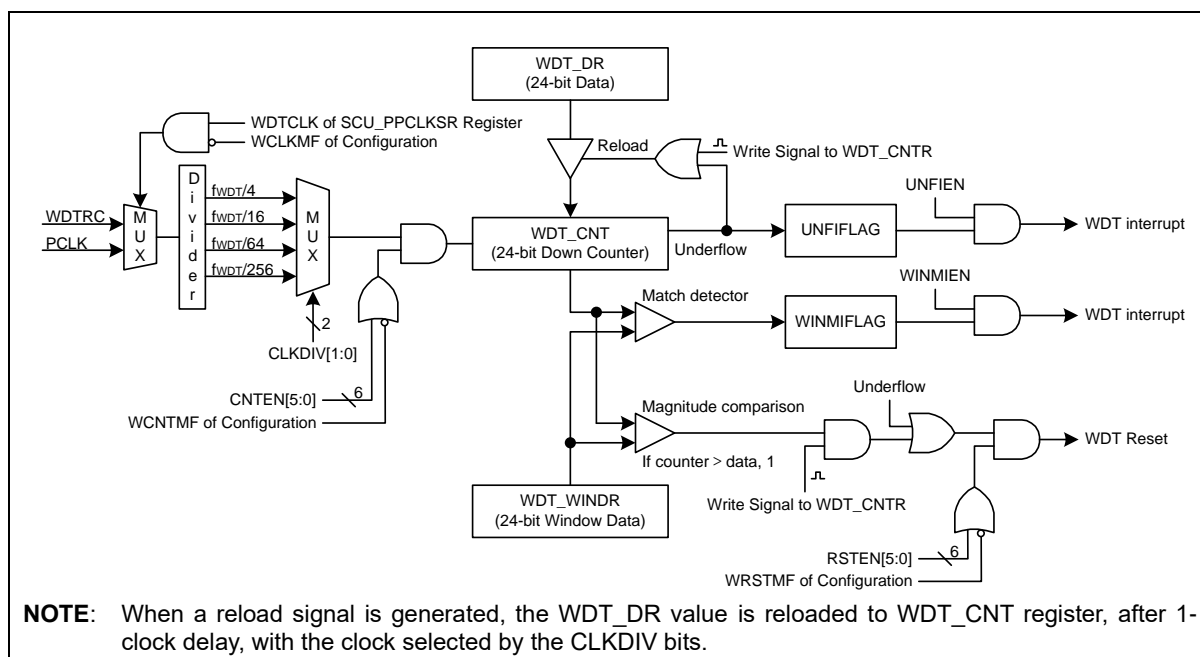 WDT_DR
(24-bit Data)
WDTCLK of SCU_PPCLKSR Register
WCLKMF of Configuration
Reload
Write Signal to WDT_CNTR
WDTRC
PCLK
MUX
Divider
fWDT/4
fWDT/16
fWDT/64
fWDT/256
MUX
2
CLKDIV[1:0]
CNTEN[5:0]
6
WCNTMF of Configuration
WDT_CNT
(24-bit Down Counter)
Underflow
UNFIEN
UNFIFLAG
WDT interrupt
Match detector
WINMIEN
WINMIFLAG
WDT interrupt
Magnitude comparison
If counter > data, 1
Underflow
WDT Reset
Write Signal to WDT_CNTR
WDT_WINDR
(24-bit Window Data)
RSTEN[5:0]
6
WRSTMF of Configuration
NOTE: When a reload signal is generated, the WDT_DR value is reloaded to WDT_CNT register, after 1-
clock delay, with the clock selected by the CLKDIV bits.